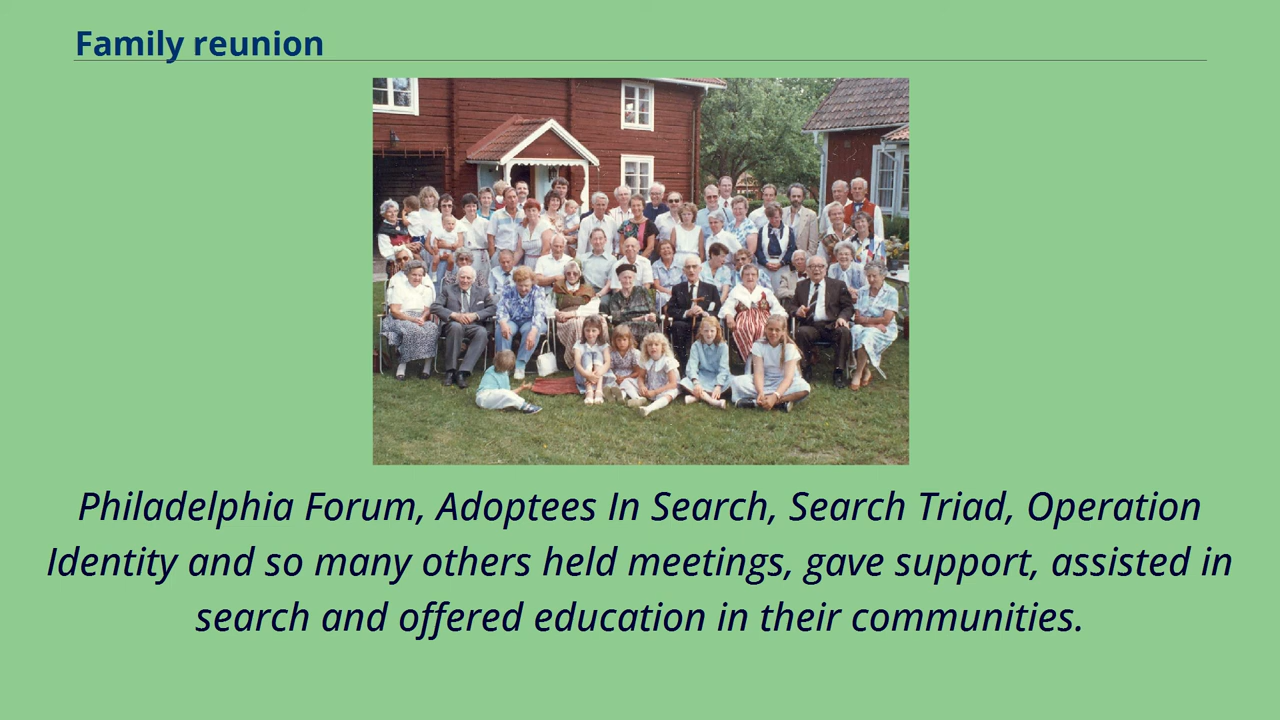 Family reunion
Philadelphia Forum, Adoptees In Search, Search Triad, Operation
Identity and so many others held meetings, gave support, assisted in
search and offered education in their communities.